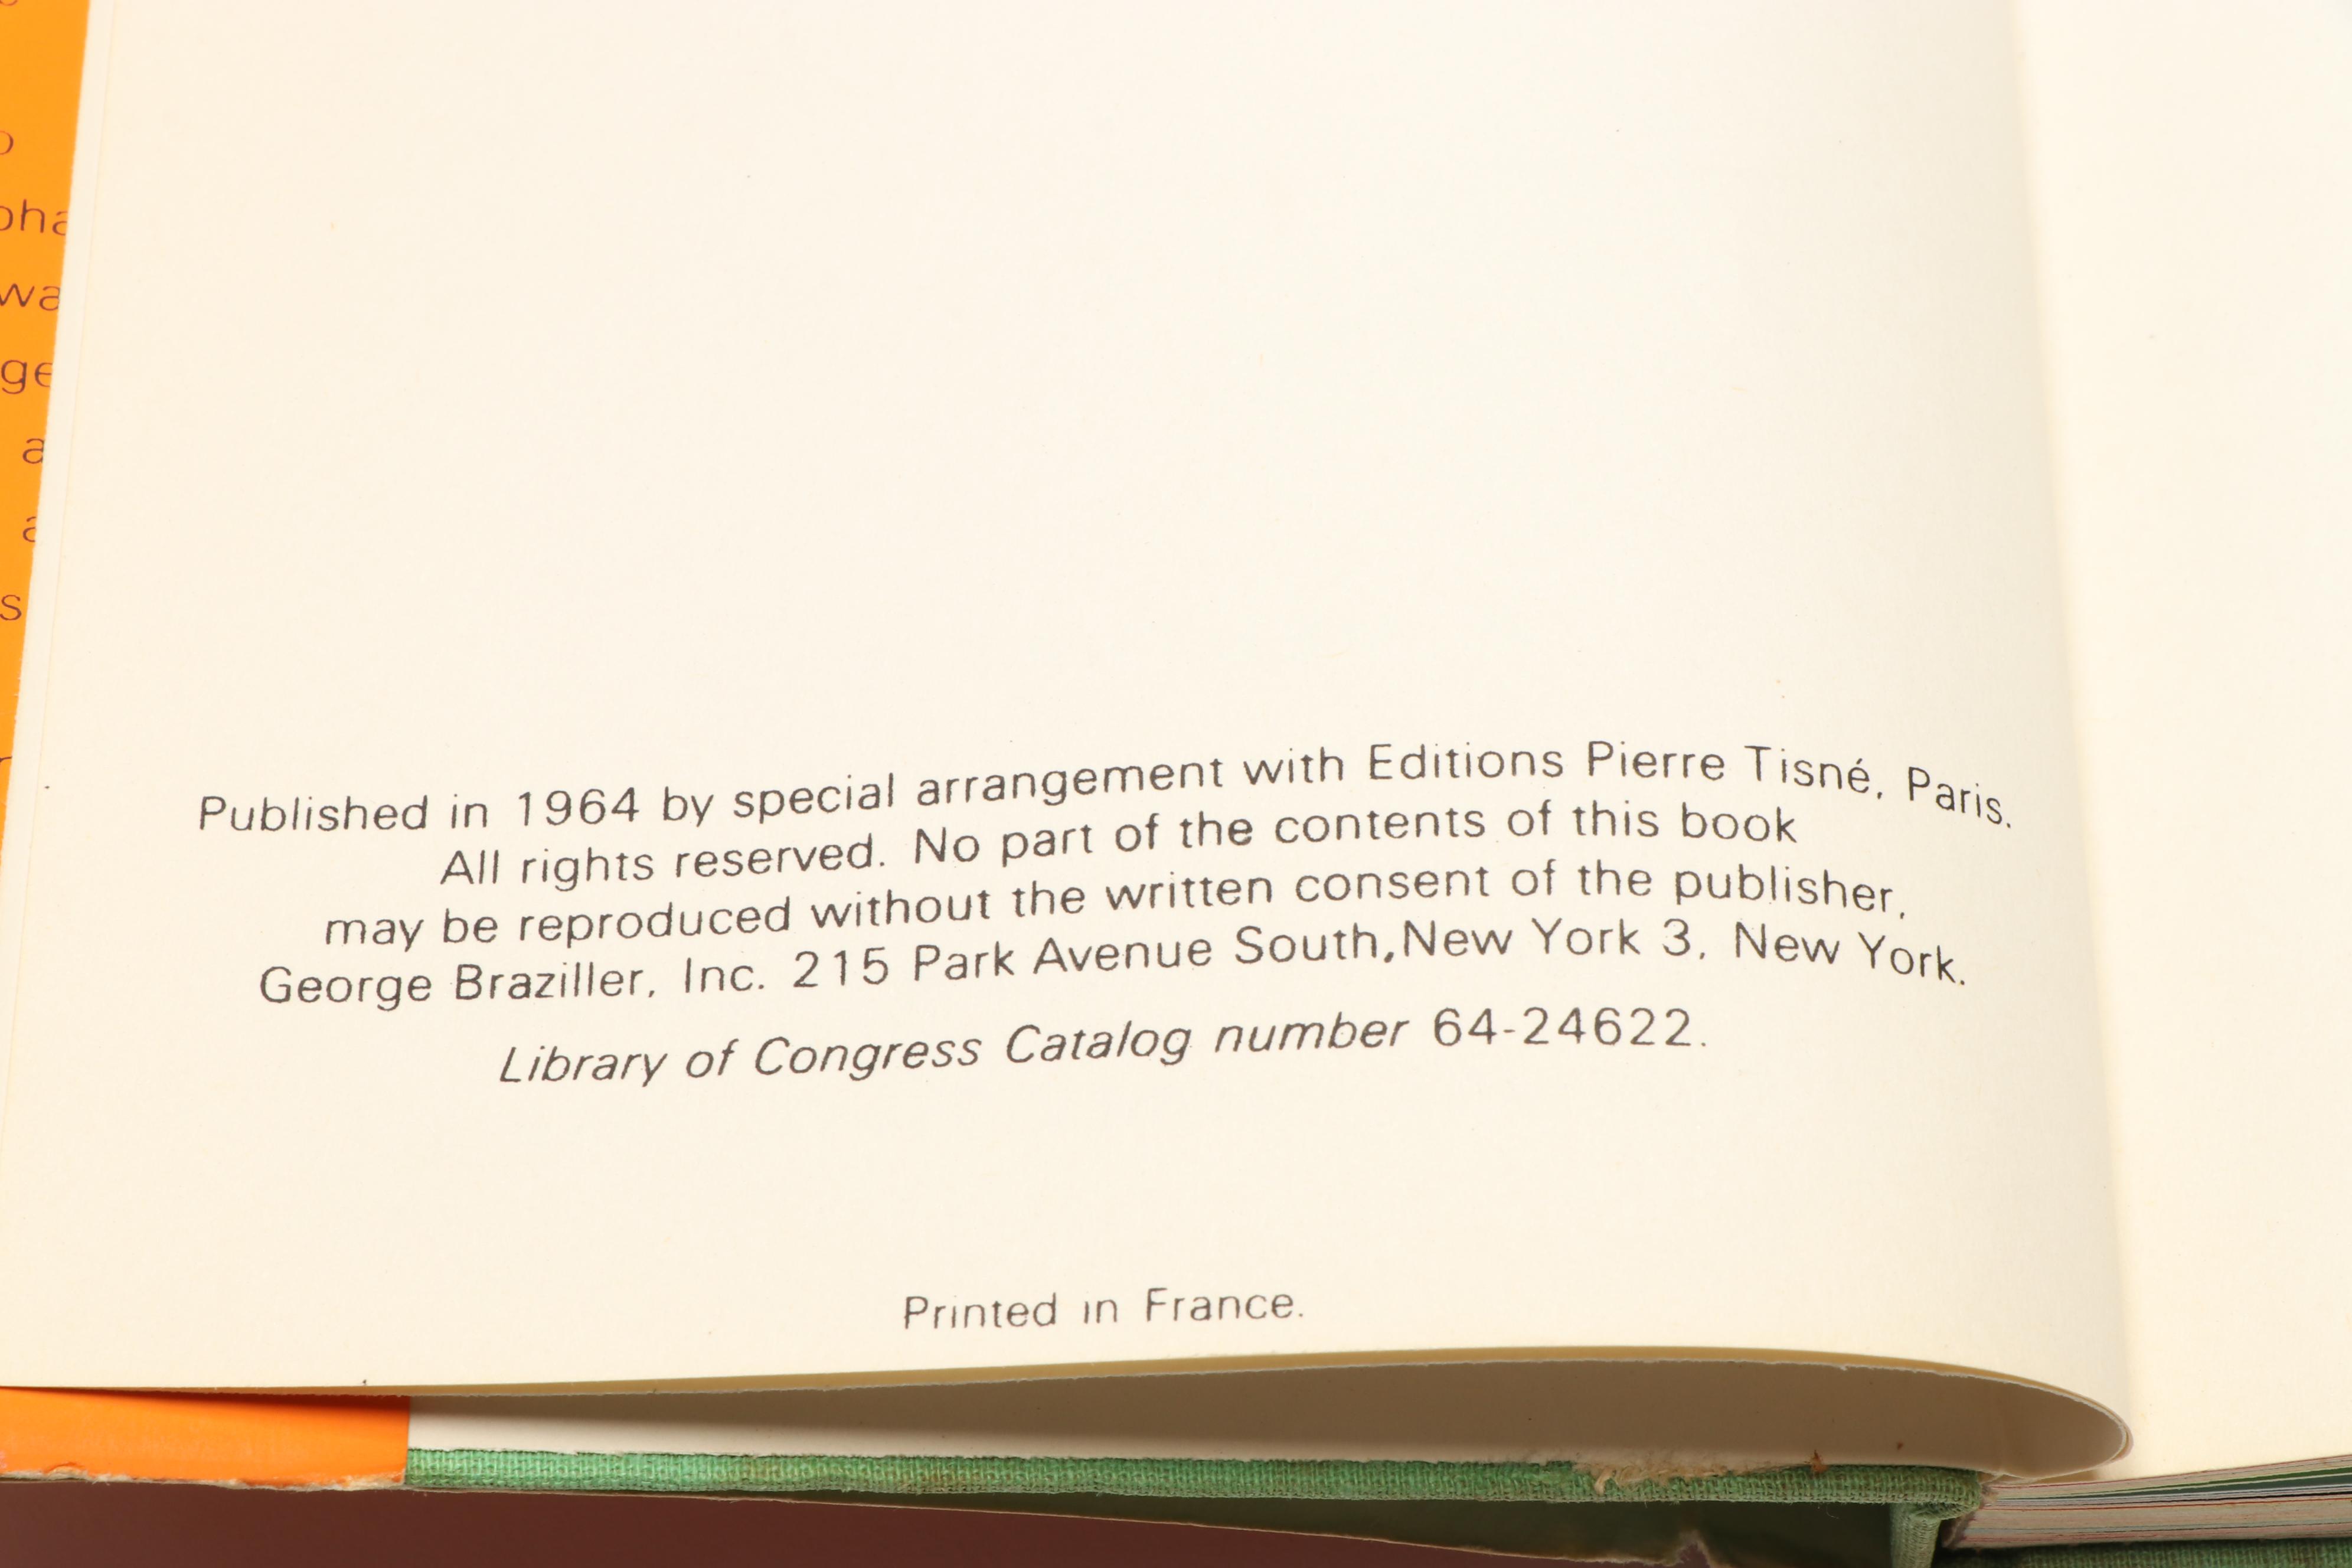 Published in 1964 by special arrangement with Editions Pierre Tisné, Paris.
All rights reserved. No part of the contents of this book
may be reproduced without the written consent of the publisher,
George Braziller, Inc. 215 Park Avenue South, New York 3, New York.
Library of Congress Catalog number 64-24622.
Printed in France.